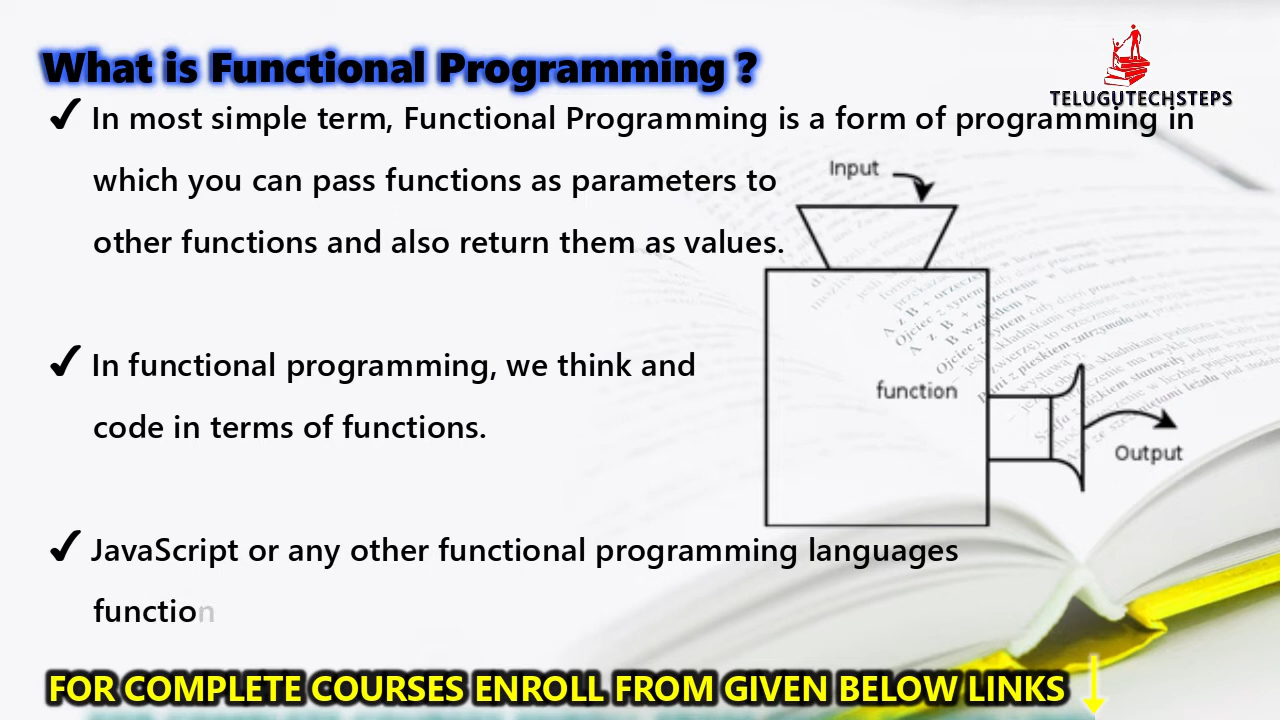 What is Functional Programming ?
TELUGUTECHSTEPS
✔ In most simple term, Functional Programming is a form of programming in
which you can pass functions as parameters to
other functions and also return them as values.
Input
✔ In functional programming, we think and
code in terms of functions.
function
Output
✔ JavaScript or any other functional programming languages
function
FOR COMPLETE COURSES ENROLL FROM GIVEN BELOW LINKS